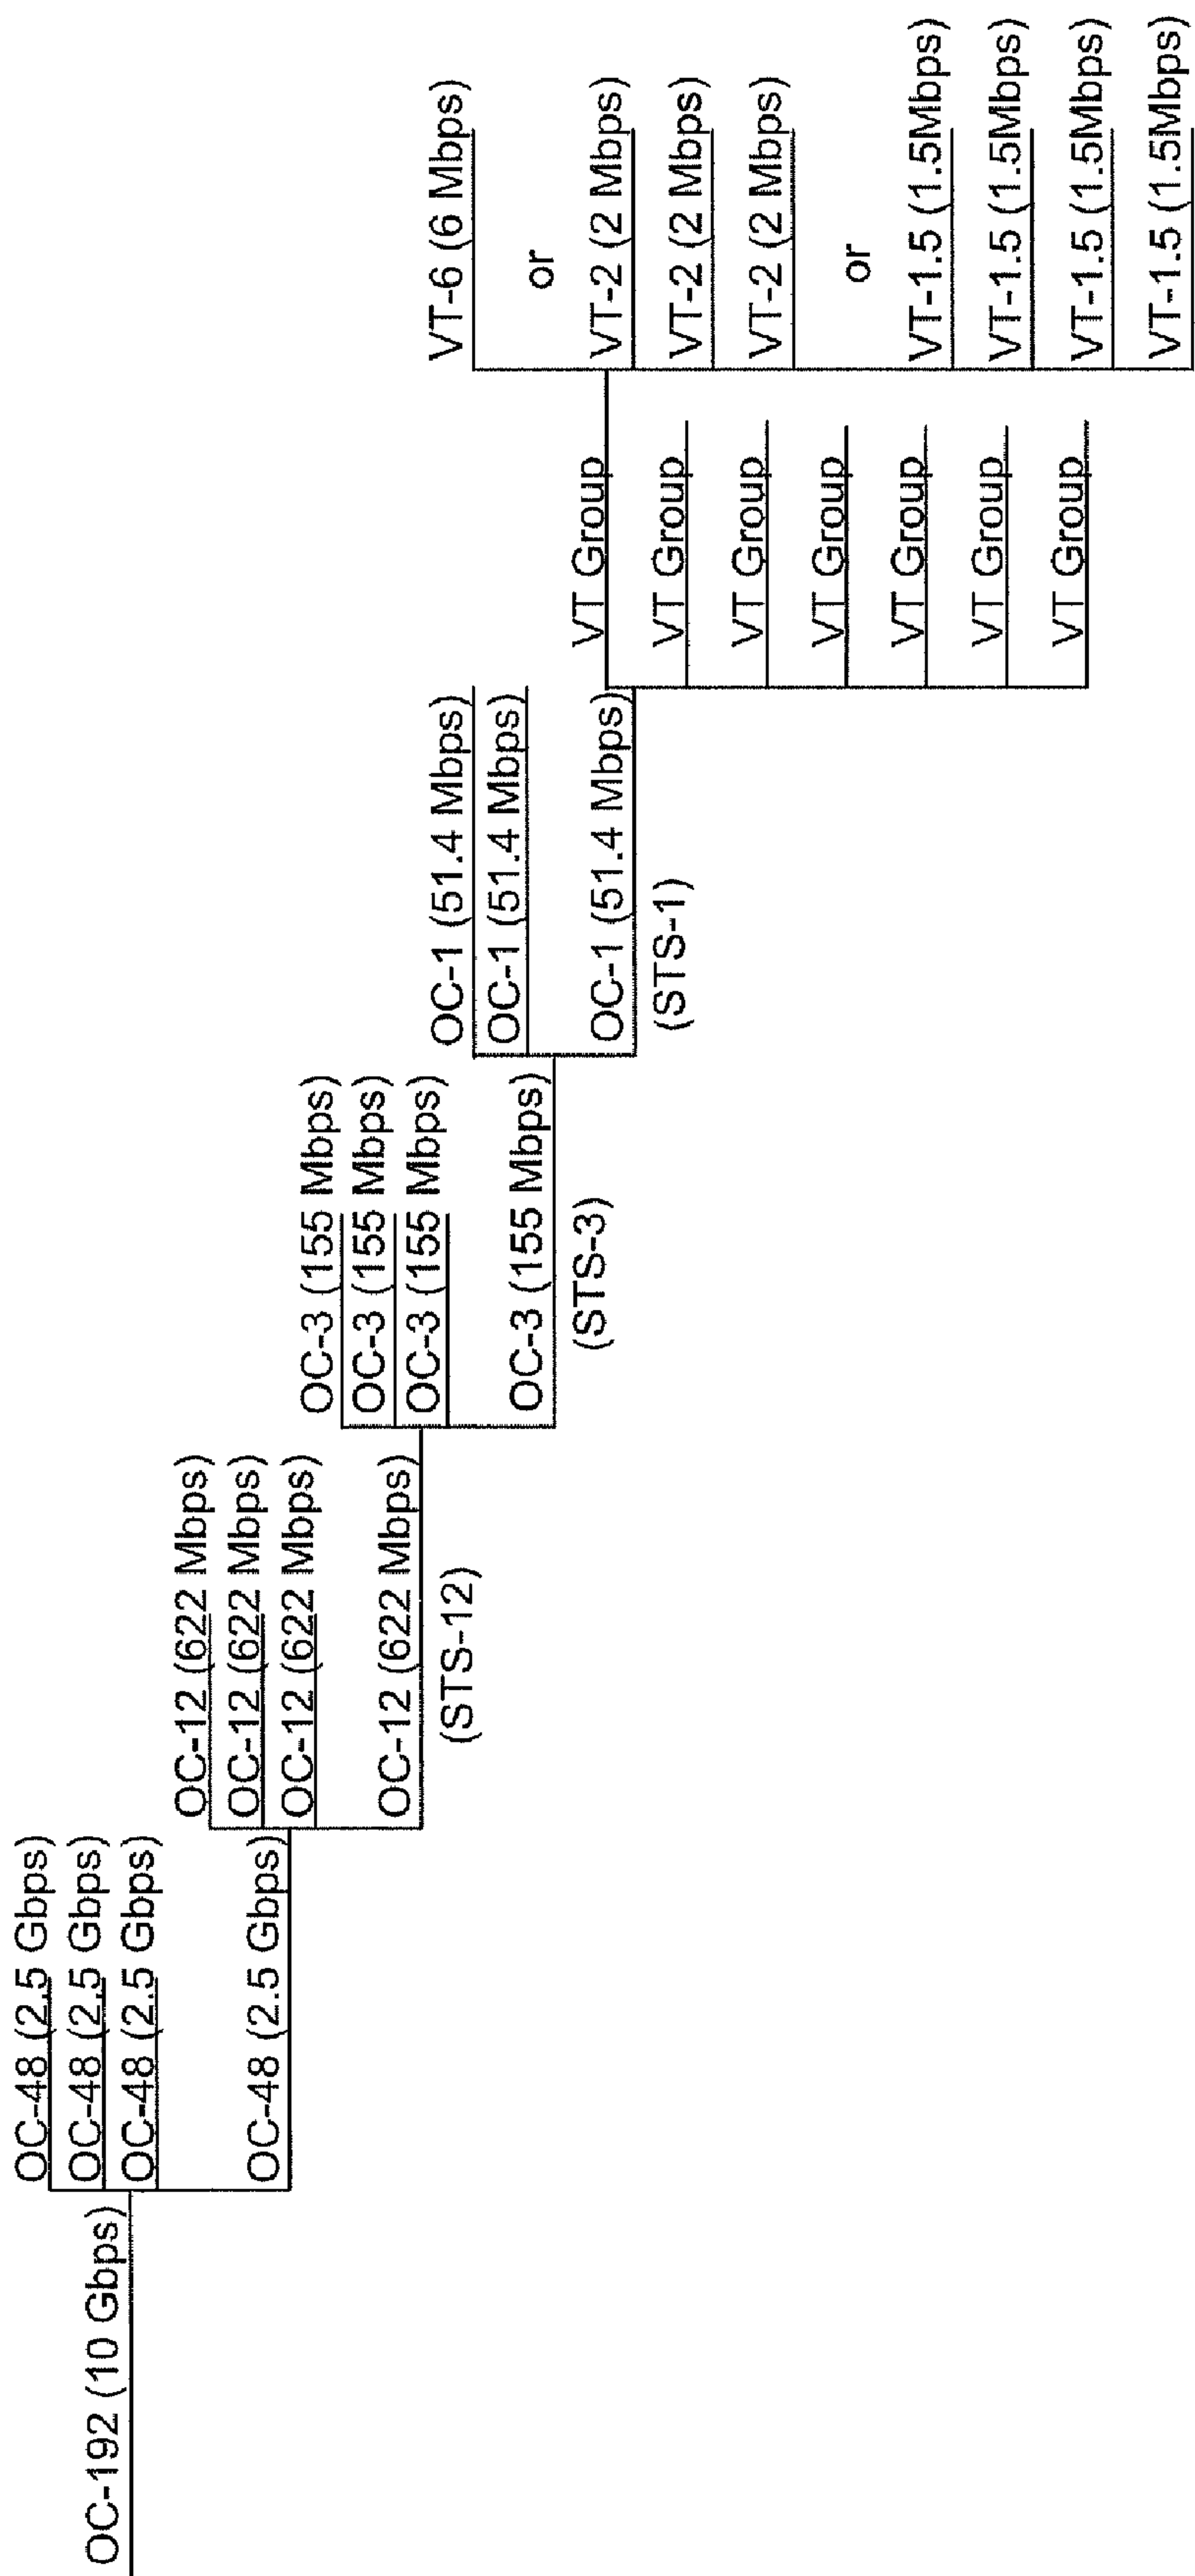 OC-192 (10 Gbps)
OC-48 (2.5 Gbps)
OC-48 (2.5 Gbps)
OC-48 (2.5 Gbps)
OC-48 (2.5 Gbps)
OC-12 (622 Mbps)
OC-12 (622 Mbps)
OC-12 (622 Mbps)
OC-12 (622 Mbps)
(STS-12)
OC-3 (155 Mbps)
OC-3 (155 Mbps)
OC-3 (155 Mbps)
OC-3 (155 Mbps)
(STS-3)
OC-1 (51.4 Mbps)
OC-1 (51.4 Mbps)
OC-1 (51.4 Mbps)
(STS-1)
VT Group
VT Group
VT Group
VT Group
VT Group
VT Group
VT Group
VT-6 (6 Mbps)
or
VT-2 (2 Mbps)
VT-2 (2 Mbps)
VT-2 (2 Mbps)
or
VT-1.5 (1.5Mbps)
VT-1.5 (1.5Mbps)
VT-1.5 (1.5Mbps)
VT-1.5 (1.5Mbps)